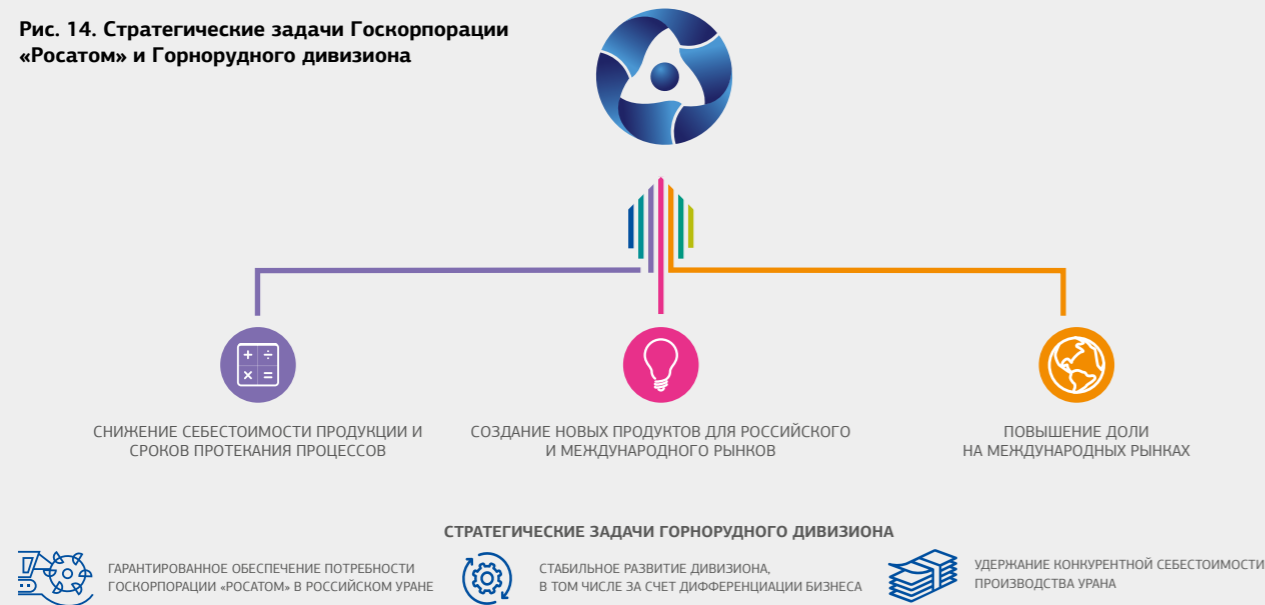 Рис. 14. Стратегические задачи Госкорпорации
«Росатом» и Горнорудного дивизиона
СНИЖЕНИЕ СЕБЕСТОИМОСТИ ПРОДУКЦИИ И
СРОКОВ ПРОТЕКАНИЯ ПРОЦЕССОВ
СОЗДАНИЕ НОВЫХ ПРОДУКТОВ ДЛЯ РОССИЙСКОГО
И МЕЖДУНАРОДНОГО РЫНКОВ
ПОВЫШЕНИЕ ДОЛИ
НА МЕЖДУНАРОДНЫХ РЫНКАХ
СТРАТЕГИЧЕСКИЕ ЗАДАЧИ ГОРНОРУДНОГО ДИВИЗИОНА
ГАРАНТИРОВАННОЕ ОБЕСПЕЧЕНИЕ ПОТРЕБНОСТИ
ГОСКОРПОРАЦИИ «РОСАТОМ» В РОССИЙСКОМ УРАНЕ
СТАБИЛЬНОЕ РАЗВИТИЕ ДИВИЗИОНА,
В ТОМ ЧИСЛЕ ЗА СЧЕТ ДИФФЕРЕНЦИАЦИИ БИЗНЕСА
УДЕРЖАНИЕ КОНКУРЕНТНОЙ СЕБЕСТОИМОСТИ
ПРОИЗВОДСТВА УРАНА